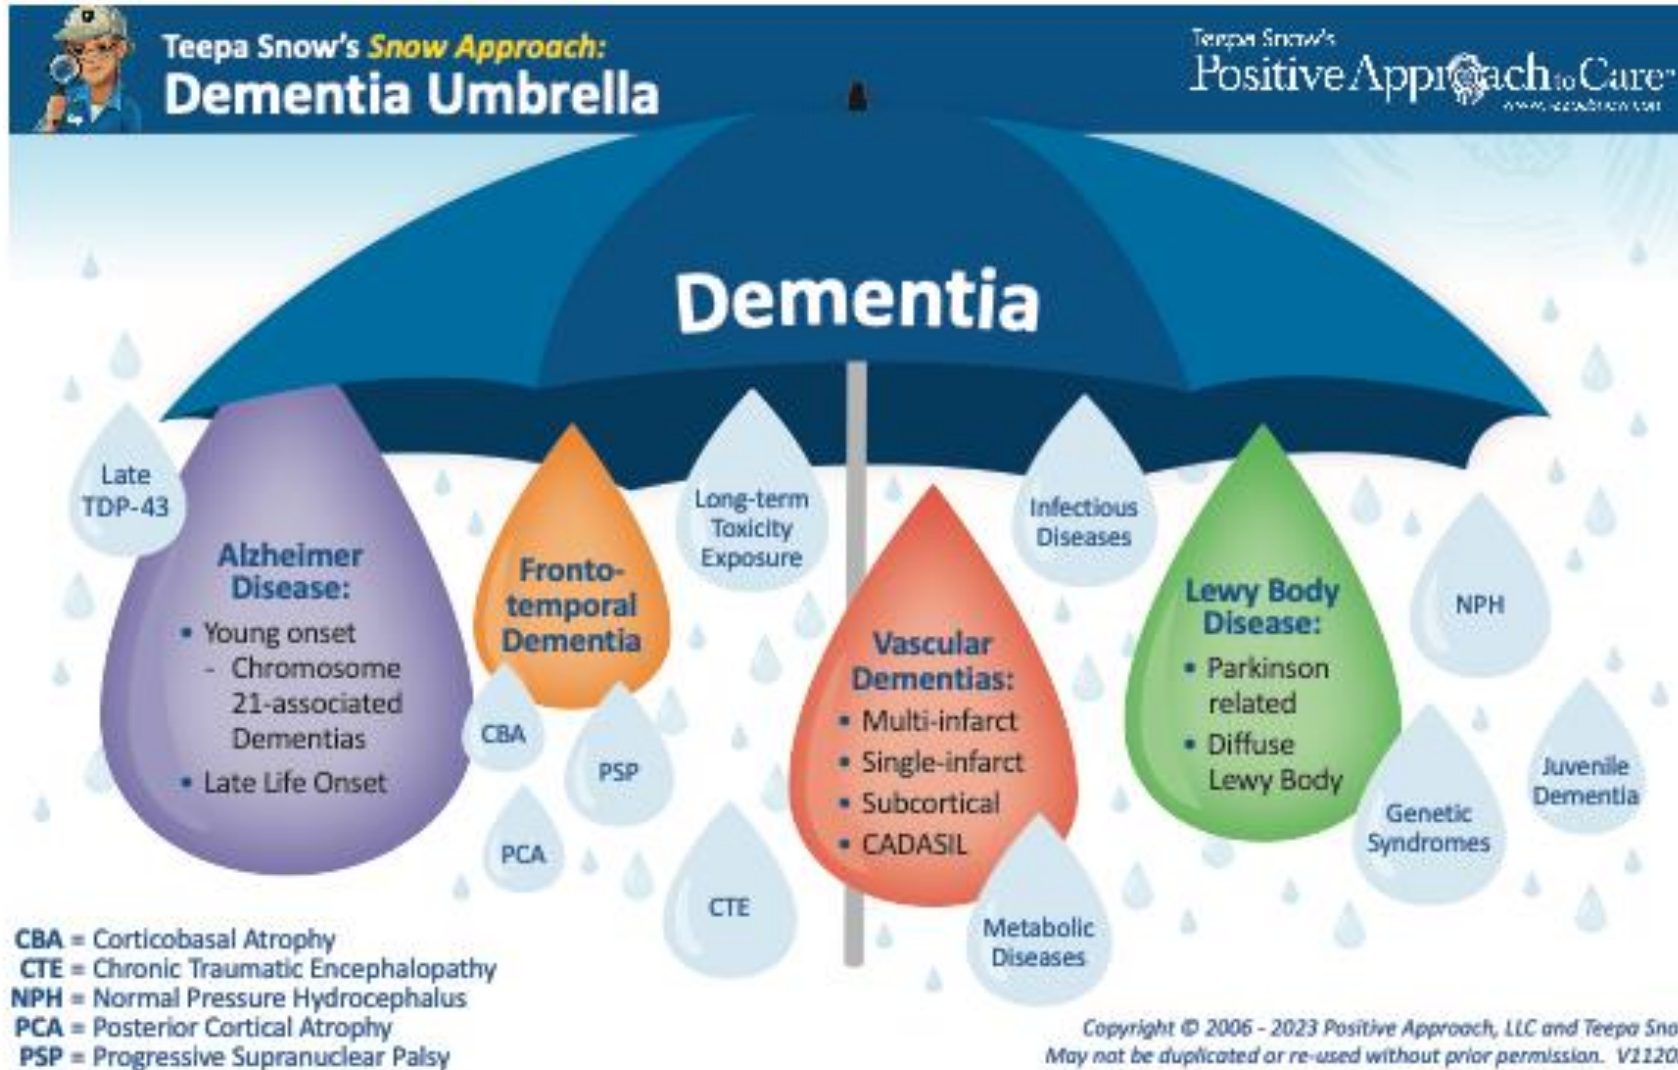 Teepa Snow's Snow Approach:
Dementia Umbrella
Teepa Snow's
Positive Approach to Care
Dementia
Late
TDP-43
Alzheimer
Disease:
• Young onset
- Chromosome
21-associated
Dementias
• Late Life Onset
Fronto-
temporal
Dementia
CBA
PSP
PCA
Long-term
Toxicity
Exposure
CTE
Vascular
Dementias:
• Multi-infarct
• Single-infarct
• Subcortical
• CADASIL
Metabolic
Diseases
Infectious
Diseases
Lewy Body
Disease:
• Parkinson
related
• Diffuse
Lewy Body
NPH
Genetic
Syndromes
Juvenile
Dementia
CBA = Corticobasal Atrophy
CTE = Chronic Traumatic Encephalopathy
NPH = Normal Pressure Hydrocephalus
PCA = Posterior Cortical Atrophy
PSP = Progressive Supranuclear Palsy
Copyright © 2006 - 2023 Positive Approach, LLC and Teepa
May not be duplicated or re-used without prior permission.